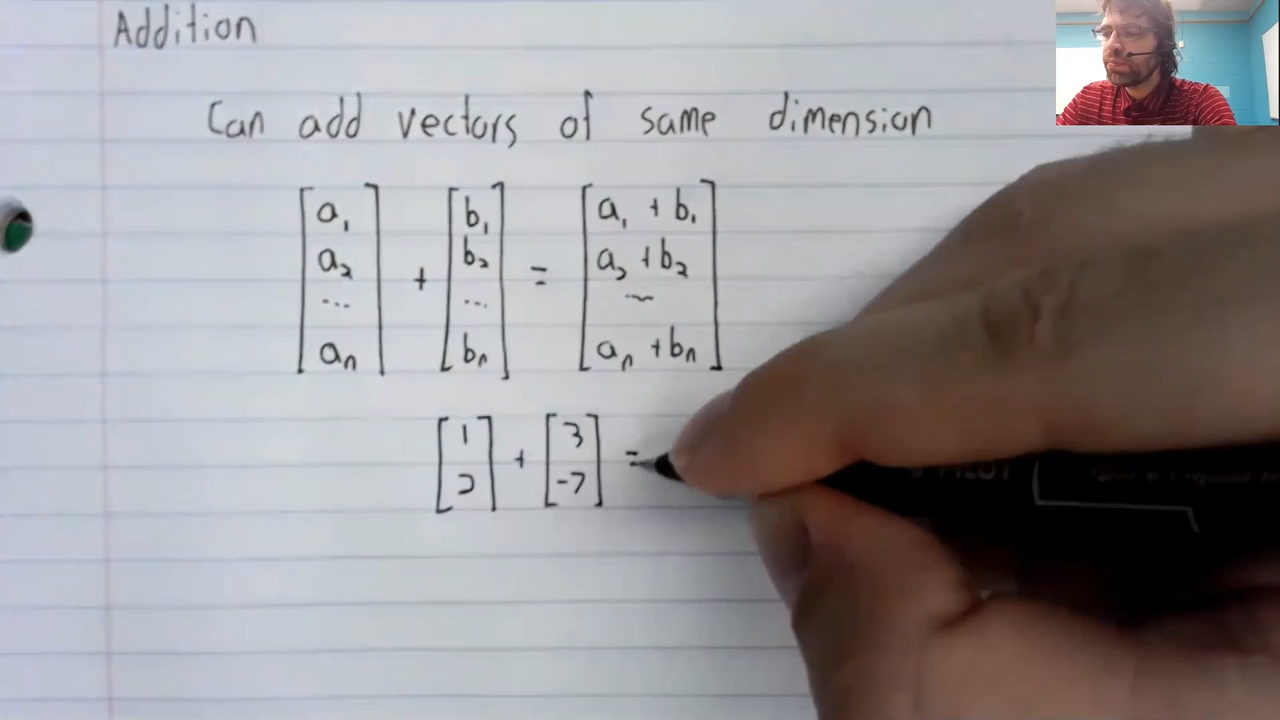 Addition
Can add vectors of same dimension
[a₁ a₂ ... aₙ] + [b₁ b₂ ... bₙ] = [a₁ + b₁ a₂ + b₂ ... aₙ + bₙ]
[1 2] + [3 -7] =
PILOT